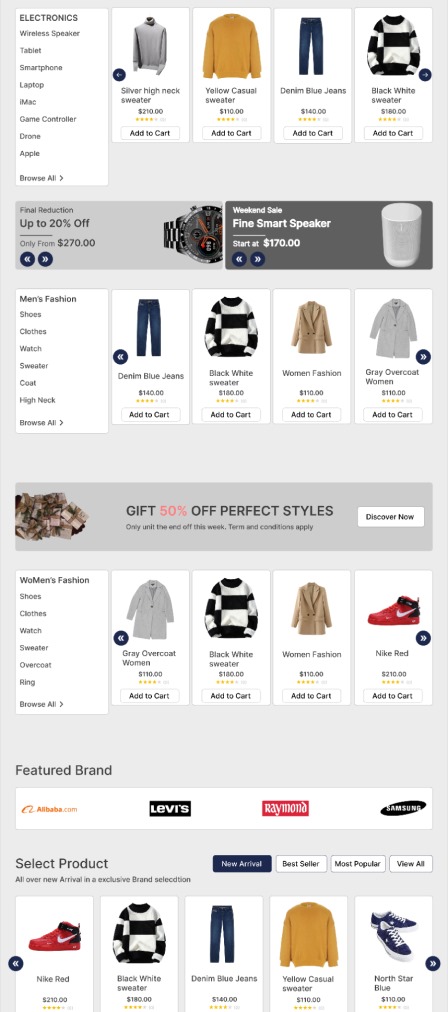 ELECTRONICS
Wireless Speaker
Tablet
Smartphone
Laptop
iMac
Game Controller
Drone
Apple
Browse All >
Silver high neck
sweater
$210.00
Add to Cart
Yellow Casual
sweater
$110.00
Add to Cart
Denim Blue Jeans
$140.00
Add to Cart
Black White
sweater
$180.00
Add to Cart
Final Reduction
Up to 20% Off
Only From $270.00
Weekend Sale
Fine Smart Speaker
Start at $170.00
Men's Fashion
Shoes
Clothes
Watch
Sweater
Coat
High Neck
Browse All >
Denim Blue Jeans
$140.00
Add to Cart
Black White
sweater
$180.00
Add to Cart
Women Fashion
$110.00
Add to Cart
Gray Overcoat
Women
$110.00
Add to Cart
GIFT 50% OFF PERFECT STYLES
Only unit the end off this week. Term and conditions apply
Discover Now
WoMen's Fashion
Shoes
Clothes
Watch
Sweater
Overcoat
Ring
Browse All >
Gray Overcoat
Women
$110.00
Add to Cart
Black White
sweater
$180.00
Add to Cart
Women Fashion
$110.00
Add to Cart
Nike Red
$210.00
Add to Cart
Featured Brand
Alibaba.com
LEVI'S
Raymond
SAMSUNG
Select Product
All over new Arrival in a exclusive Brand selecdtion
New Arrival
Best Seller
Most Popular
View All
Nike Red
$210.00
Black White
sweater
$180.00
Denim Blue Jeans
$140.00
Yellow Casual
sweater
$110.00
North Star
Blue
$110.00